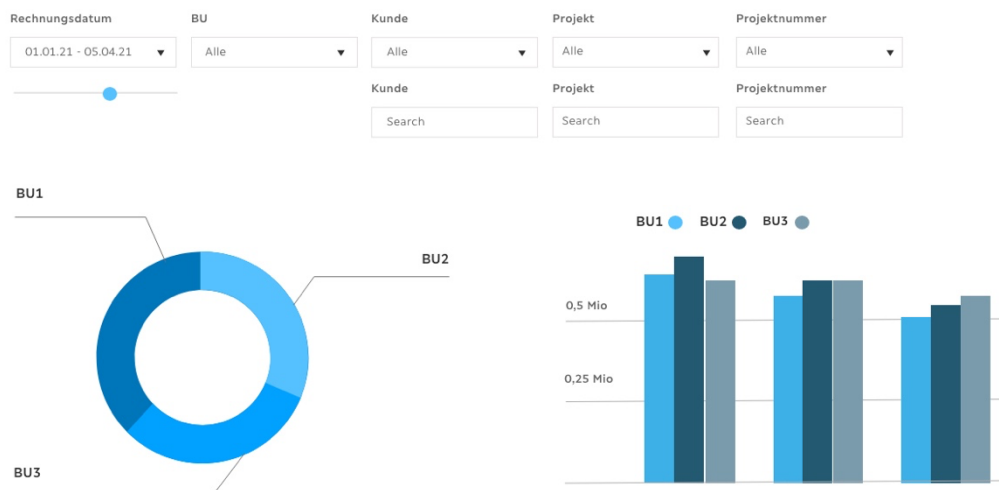 Rechnungsdatum BU Kunde Projekt Projektnummer
01.01.21 - 05.04.21 Alle Alle Alle Alle
Kunde Projekt Projektnummer
Search Search Search
BU1
BU2
BU3
BU1 BU2 BU3
0,5 Mio
0,25 Mio